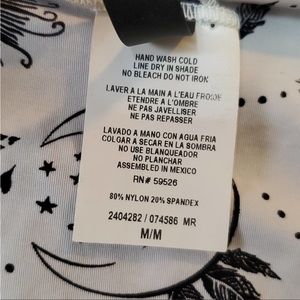 HAND WASH COLD
LINE DRY IN SHADE
NO BLEACH DO NOT IRON
LAVER A LA MAIN A L'EAU FROIDE
ETENDRE A L'OMBRE
NE PAS JAVELLISER
NE PAS REPASSER
LAVADO A MANO CON AGUA FRIA
COLGAR A SECAR EN LA SOMBRA
NO USE BLANQUEADOR
NO PLANCHAR
ASSEMBLED IN MEXICO
RN# 59526
80% NYLON 20% SPANDEX
2404282 / 074586 MR
M/M